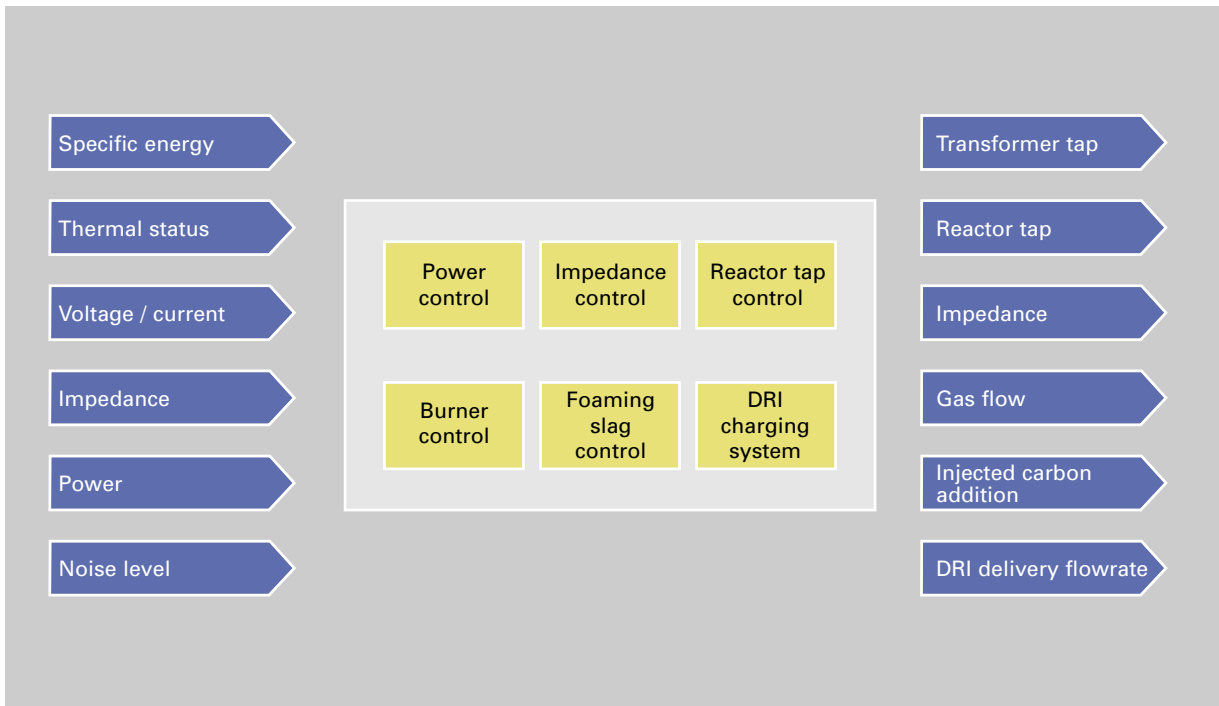 Specific energy
Thermal status
Voltage / current
Impedance
Power
Noise level
Power
control
Impedance
control
Reactor tap
control
Burner
control
Foaming
slag
control
DRI
charging
system
Transformer tap
Reactor tap
Impedance
Gas flow
Injected carbon
addition
DRI delivery flowrate